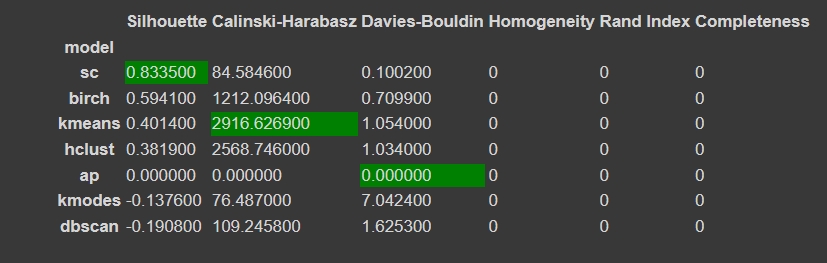 Silhouette Calinski-Harabasz Davies-Bouldin Homogeneity Rand Index Completeness
model
sc 0.833500 84.584600 0.100200 0 0 0
birch 0.594100 1212.096400 0.709900 0 0 0
kmeans 0.401400 2916.626900 1.054000 0 0 0
hclust 0.381900 2568.746000 1.034000 0 0 0
ap 0.000000 0.000000 0.000000 0 0 0
kmodes -0.137600 76.487000 7.042400 0 0 0
dbscan -0.190800 109.245800 1.625300 0 0 0